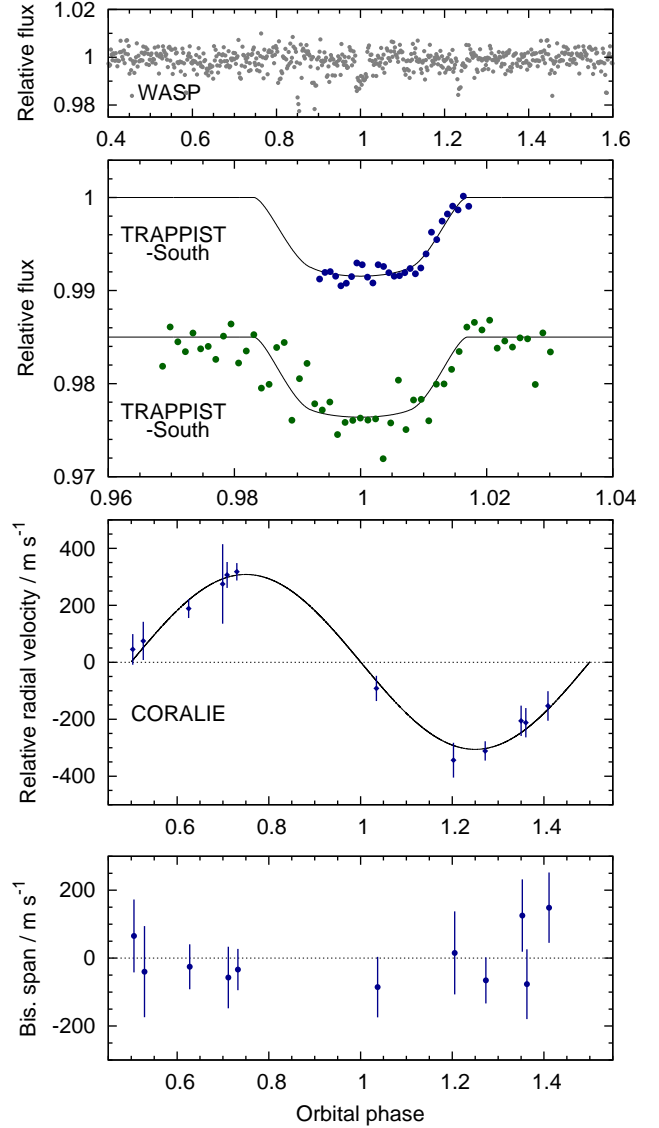 1.02
1
0.98
Relative flux
WASP
0.4 0.6 0.8 1 1.2 1.4 1.6
1
0.99
0.98
0.97
Relative flux
TRAPPIST
-South
TRAPPIST
-South
0.96 0.98 1 1.02 1.04
400
200
0
-200
-400
Relative radial velocity / m s⁻¹
CORALIE
0.6 0.8 1 1.2 1.4
200
0
-200
Bis. span / m s⁻¹
0.6 0.8 1 1.2 1.4
Orbital phase